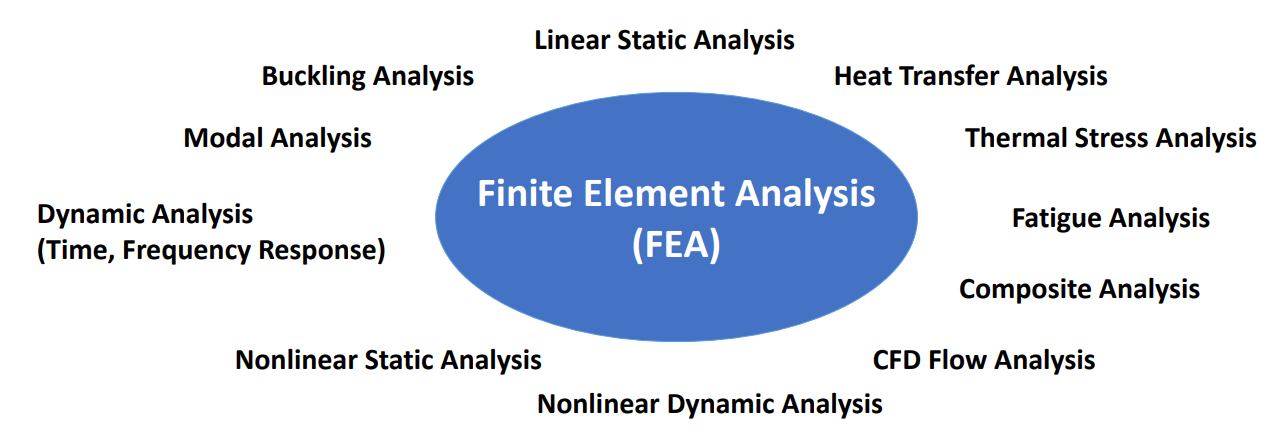 Linear Static Analysis
Buckling Analysis
Heat Transfer Analysis
Modal Analysis
Thermal Stress Analysis
Finite Element Analysis
(FEA)
Dynamic Analysis
(Time, Frequency Response)
Fatigue Analysis
Composite Analysis
Nonlinear Static Analysis
CFD Flow Analysis
Nonlinear Dynamic Analysis